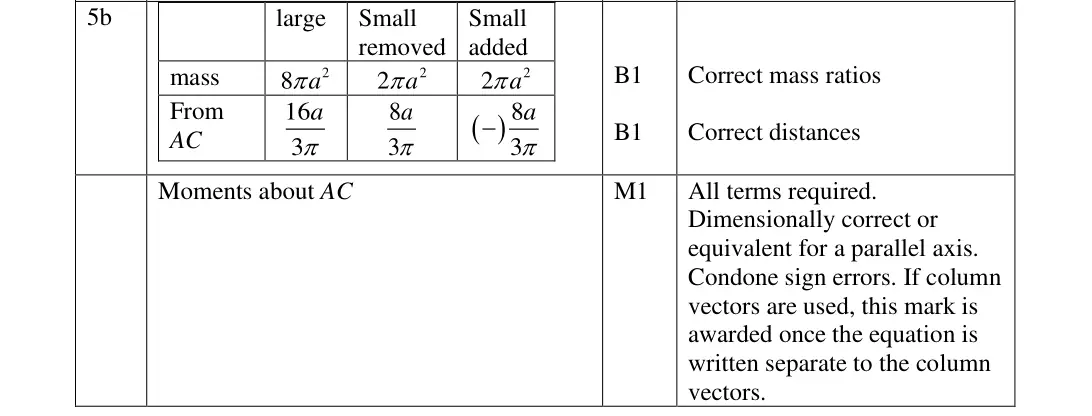 5b
large Small removed Small added
mass 8πa² 2πa² 2πa² B1 Correct mass ratios
From AC 16a/3π 8a/3π (−)8a/3π B1 Correct distances
Moments about AC M1 All terms required.
Dimensionally correct or
equivalent for a parallel axis.
Condone sign errors. If column
vectors are used, this mark is
awarded once the equation is
written separate to the column
vectors.